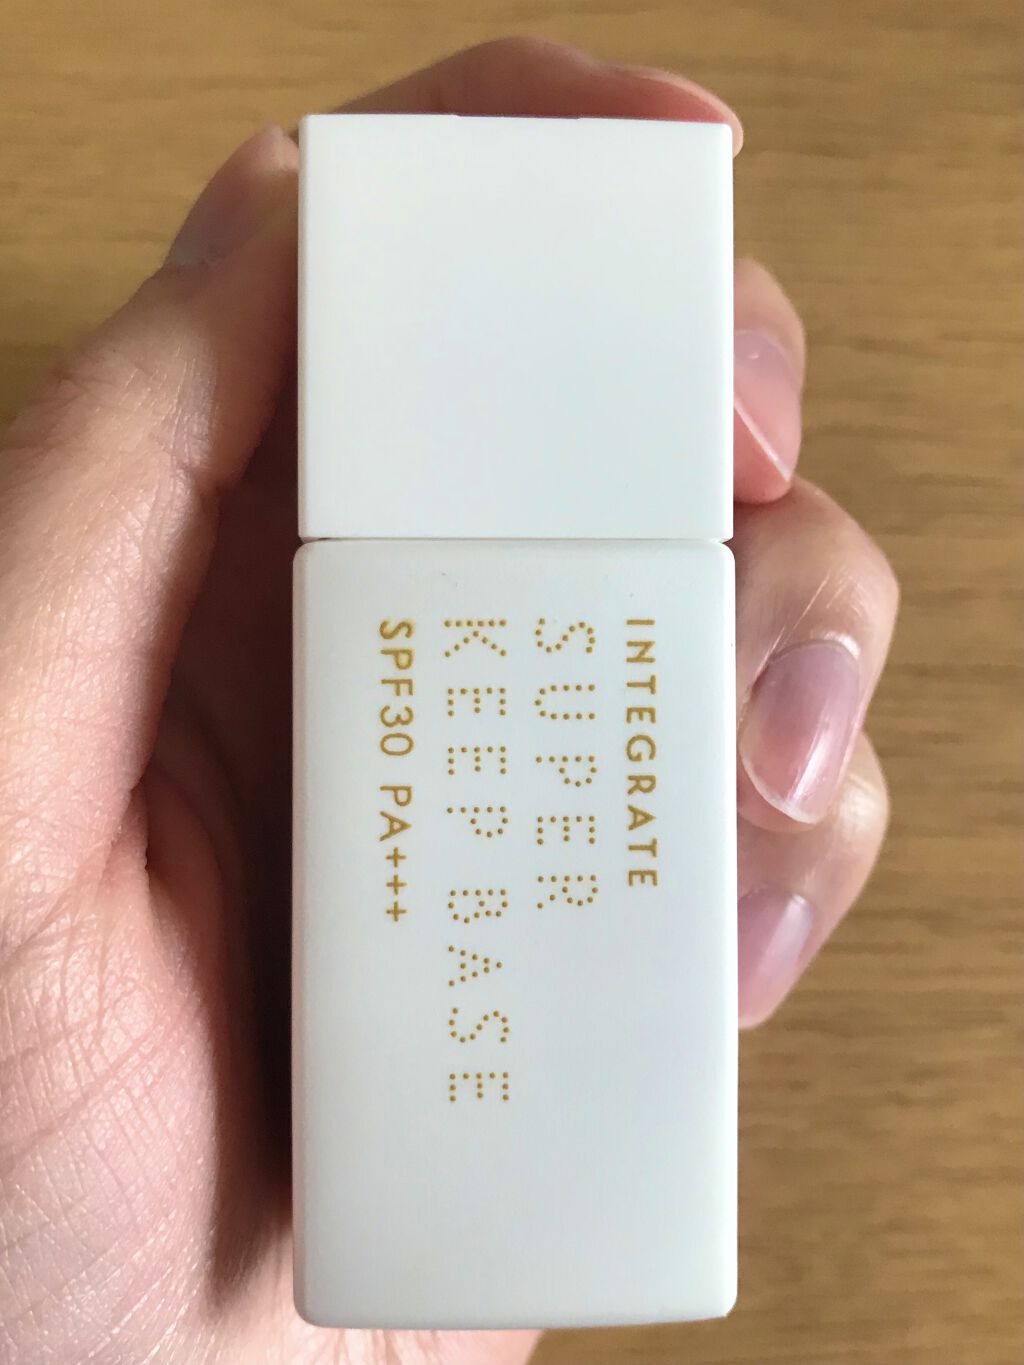 INTEGRATE
SUPER
KEEP BASE
SPF30 PA+++